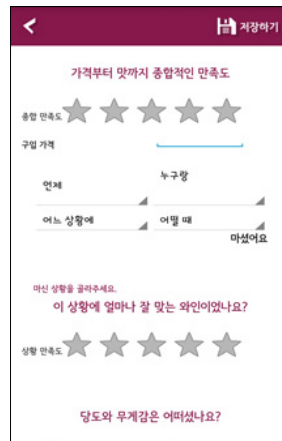 저장하기
가격부터 맛까지 종합적인 만족도
종합 만족도
구입 가격
언제
누구랑
어느 상황에
어떨 때
마셨어요
마신 상황을 골라주세요.
이 상황에 얼마나 잘 맞는 와인이었나요?
상황 만족도
당도와 무게감은 어떠셨나요?